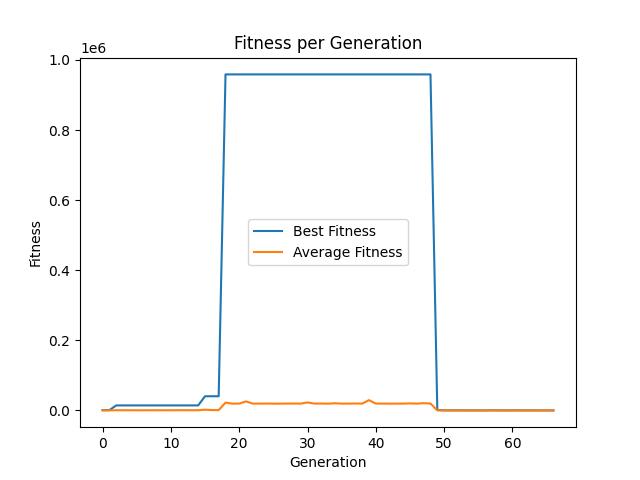 Fitness per Generation
1e6
1.0
0.8
0.6
0.4
0.2
0.0
Fitness
Best Fitness
Average Fitness
0 10 20 30 40 50 60
Generation